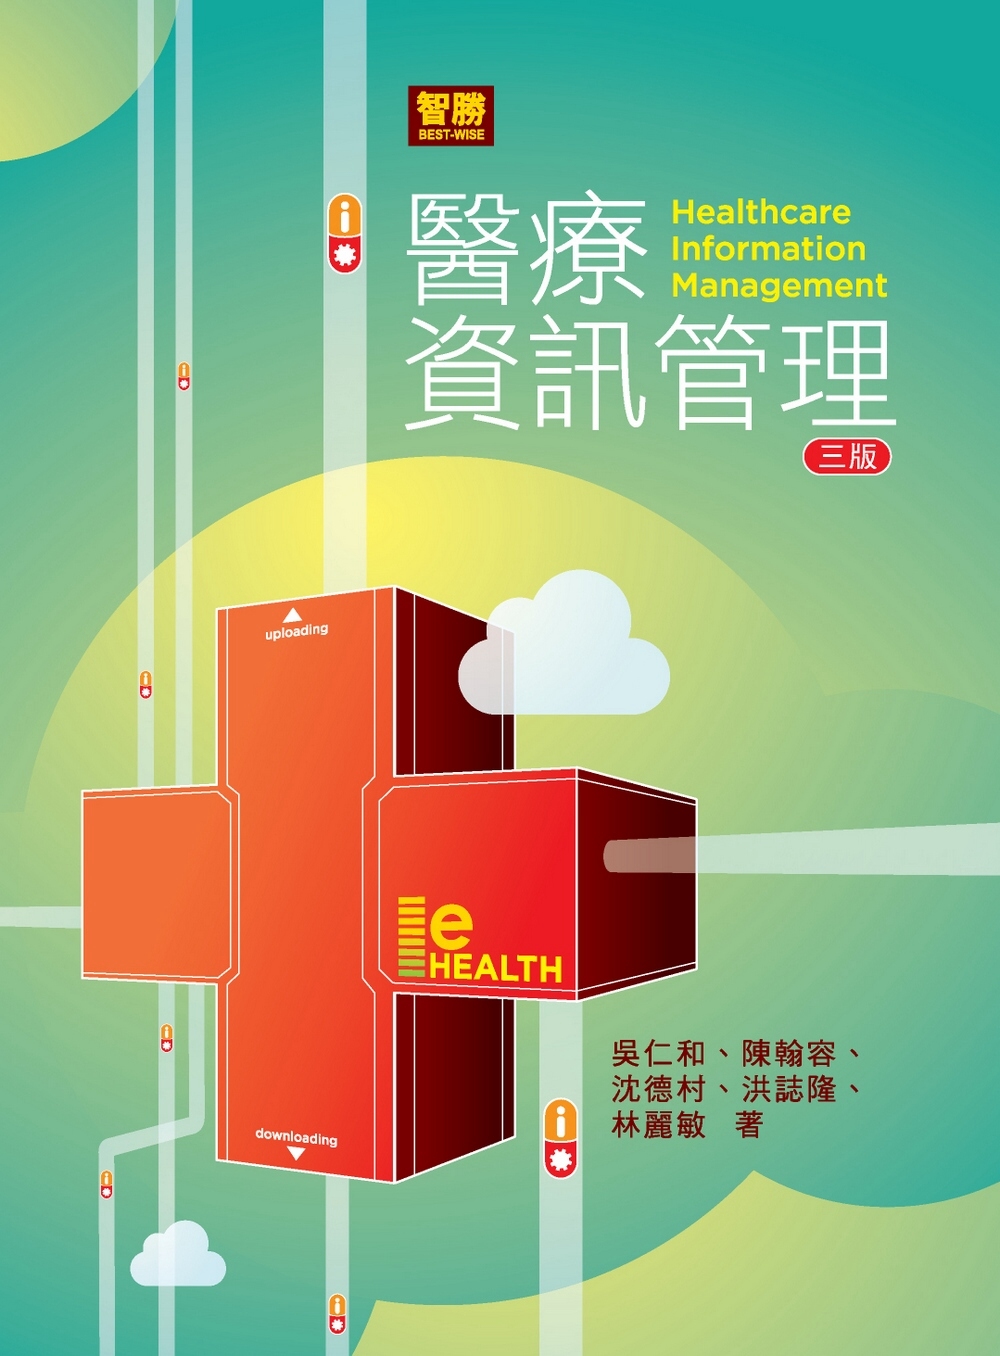 智勝
BEST-WISE
醫療
Healthcare
Information
Management
資訊管理
三版
uploading
e
HEALTH
吳仁和、陳翰容、
沈德村、洪誌隆、
林麗敏 著
downloading